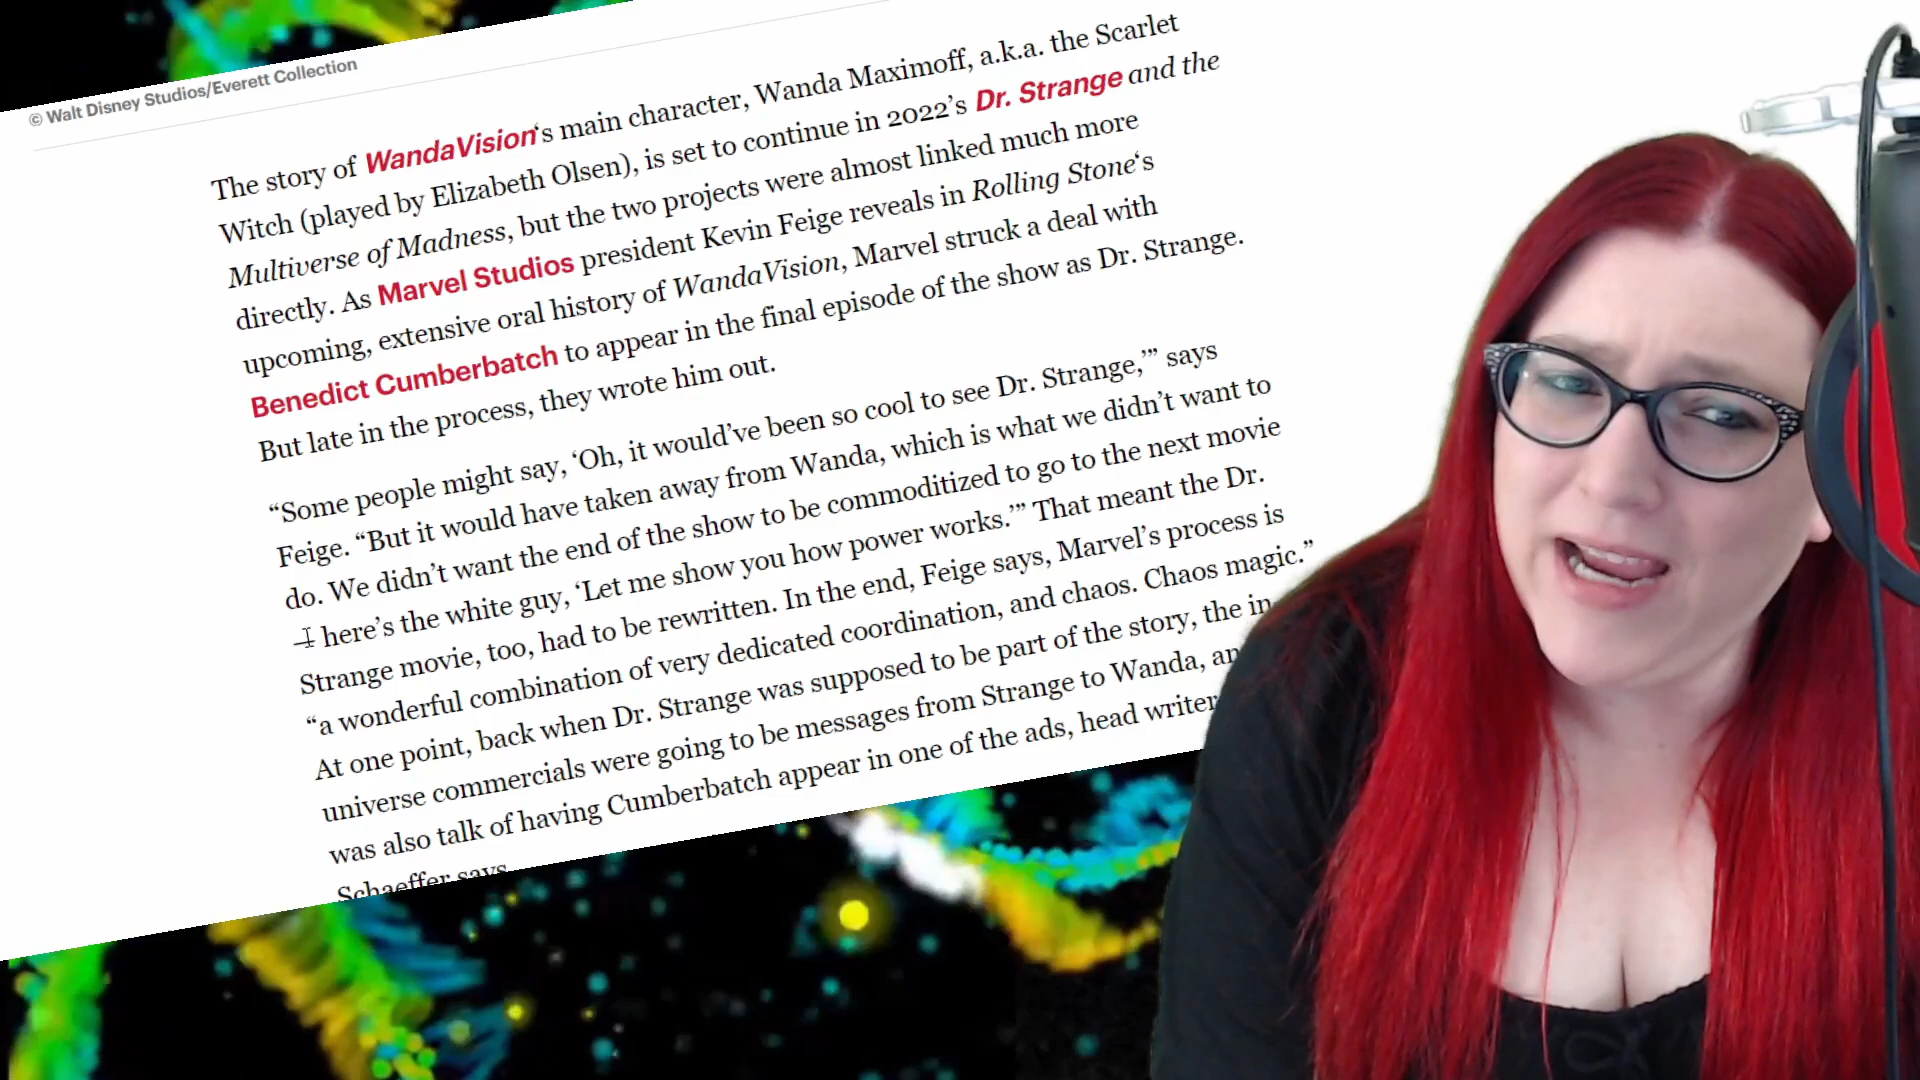 © Walt Disney Studios/Everett Collection
The story of WandaVision‘s main character, Wanda Maximoff, a.k.a. the Scarlet
Witch (played by Elizabeth Olsen), is set to continue in 2022’s Dr. Strange and the
Multiverse of Madness, but the two projects were almost linked much more
directly. As Marvel Studios president Kevin Feige reveals in Rolling Stone‘s
upcoming, extensive oral history of WandaVision, Marvel struck a deal with
Benedict Cumberbatch to appear in the final episode of the show as Dr. Strange.
But late in the process, they wrote him out.
“Some people might say, ‘Oh, it would’ve been so cool to see Dr. Strange,’” says
Feige. “But it would have taken away from Wanda, which is what we didn’t want to
do. We didn’t want the end of the show to be commoditized to go to the next movie
— here’s the white guy, ‘Let me show you how power works.’” That meant the Dr.
Strange movie, too, had to be rewritten. In the end, Feige says, Marvel’s process is
“a wonderful combination of very dedicated coordination, and chaos. Chaos magic.”
At one point, back when Dr. Strange was supposed to be part of the story, the in
universe commercials were going to be messages from Strange to Wanda, an
was also talk of having Cumberbatch appear in one of the ads, head writer
Schaeffer says